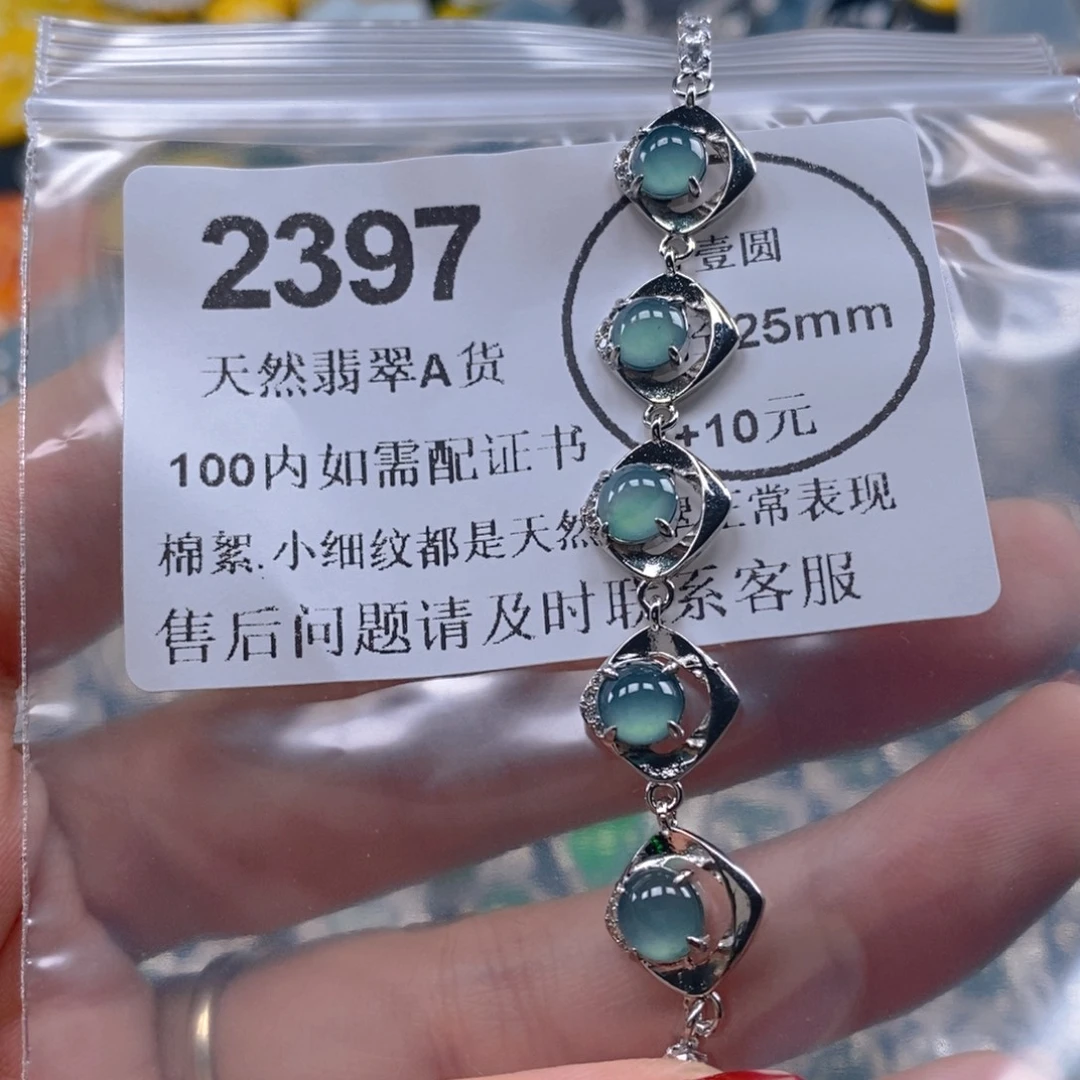 2397
天然翡翠A货
100内如需配证书
棉絮.小细纹都是天然 正常表现
售后问题请及时联系客服
壹圆
25mm
+10元